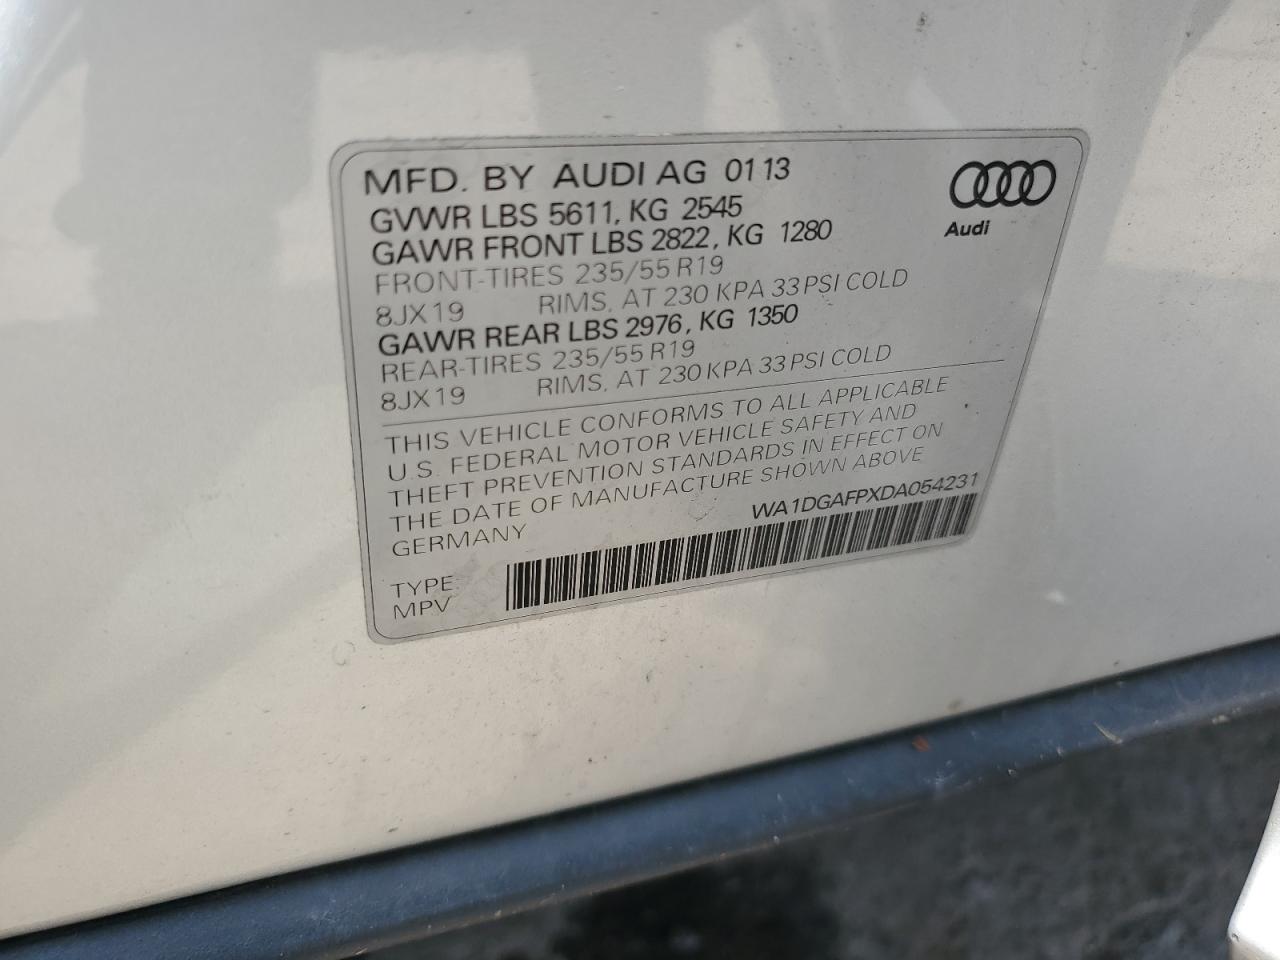 MFD. BY AUDI AG 01 13
GVWR LBS 5611, KG 2545
GAWR FRONT LBS 2822, KG 1280
FRONT-TIRES 235/55 R19
8JX19 RIMS, AT 230 KPA 33 PSI COLD
GAWR REAR LBS 2976, KG 1350
REAR-TIRES 235/55 R19
8JX19 RIMS, AT 230 KPA 33 PSI COLD
Audi
THIS VEHICLE CONFORMS TO ALL APPLICABLE
U.S. FEDERAL MOTOR VEHICLE SAFETY AND
THEFT PREVENTION STANDARDS IN EFFECT ON
THE DATE OF MANUFACTURE SHOWN ABOVE
GERMANY
WA1DGAFPXDA054231
TYPE:
MPV